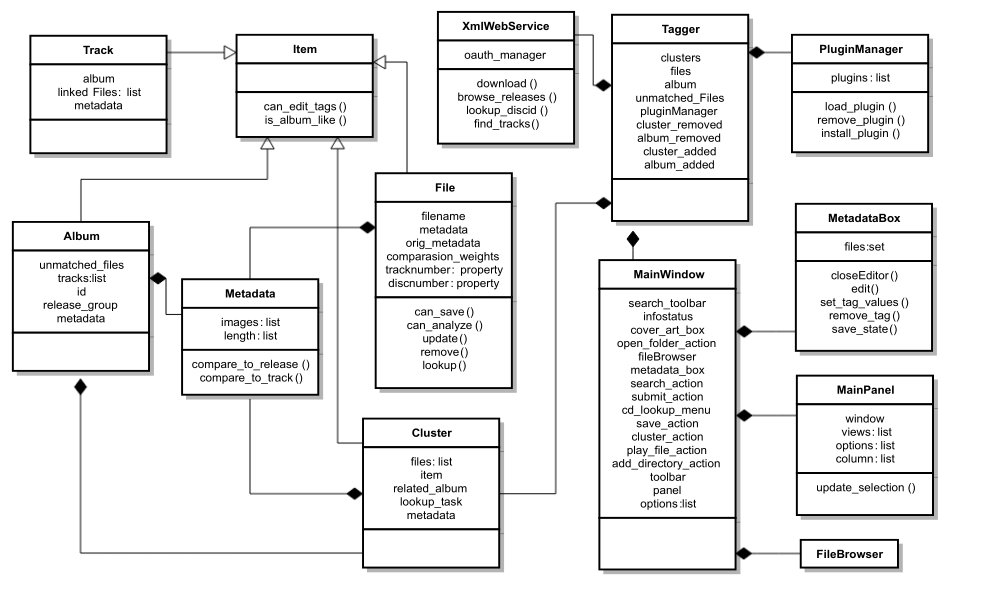 Track
album
linked Files: list
metadata
Item
can_edit_tags ()
is_album_like ()
XmlWebService
oauth_manager
download ()
browse_releases ()
lookup_discid ()
find_tracks()
Tagger
clusters
files
album
unmatched_Files
pluginManager
cluster_removed
album_removed
cluster_added
album_added
PluginManager
plugins : list
load_plugin ()
remove_plugin ()
install_plugin ()
Album
unmatched_files
tracks:list
id
release_group
metadata
Metadata
images: list
length: list
compare_to_release ()
compare_to_track()
File
filename
metadata
orig_metadata
comparasion_weights
tracknumber: property
discnumber: property
can_save()
can_analyze ()
update()
remove()
lookup()
Cluster
files: list
item
related_album
lookup_task
metadata
MainWindow
search_toolbar
infostatus
cover_art_box
open_folder_action
fileBrowser
metadata_box
search_action
submit_action
cd_lookup_menu
save_action
cluster_action
play_file_action
add_directory_action
toolbar
panel
options:list
MetadataBox
files:set
closeEditor()
edit()
set_tag_values ()
remove_tag()
save_state()
MainPanel
window
views: list
options: list
column: list
update_selection ()
FileBrowser